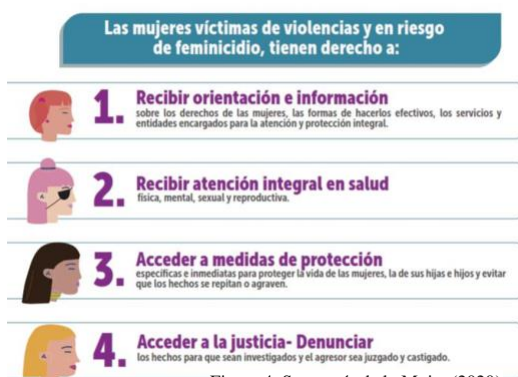 Las mujeres víctimas de violencias y en riesgo
de feminicidio, tienen derecho a:
1. Recibir orientación e información
sobre los derechos de las mujeres, las formas de hacerlos efectivos, los servicios y
entidades encargados para la atención y protección integral.
2. Recibir atención integral en salud
física, mental, sexual y reproductiva.
3. Acceder a medidas de protección
específicas e inmediatas para proteger la vida de las mujeres, la de sus hijas e hijos y evitar
que los hechos se repitan o agraven.
4. Acceder a la justicia- Denunciar
los hechos para que sean investigados y el agresor sea juzgado y castigado.